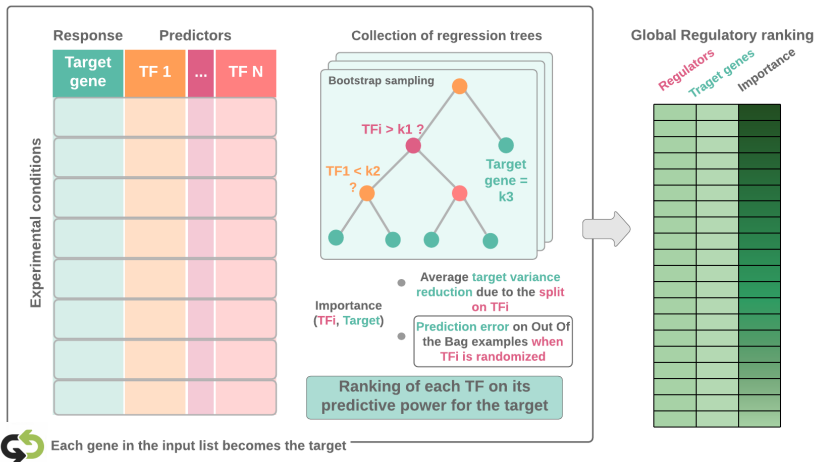 Response Predictors
Target gene
TF 1
...
TF N
Experimental conditions
Collection of regression trees
Bootstrap sampling
TFi > k1 ?
TF1 < k2
?
Target
gene =
k3
Importance
(TFi, Target)
Average target variance
reduction due to the split
on TFi
Prediction error on Out Of
the Bag examples when
TFi is randomized
Ranking of each TF on its
predictive power for the target
Each gene in the input list becomes the target
Global Regulatory ranking
Regulators
Traget genes
Importance